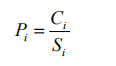 P_i = C_i / S_i